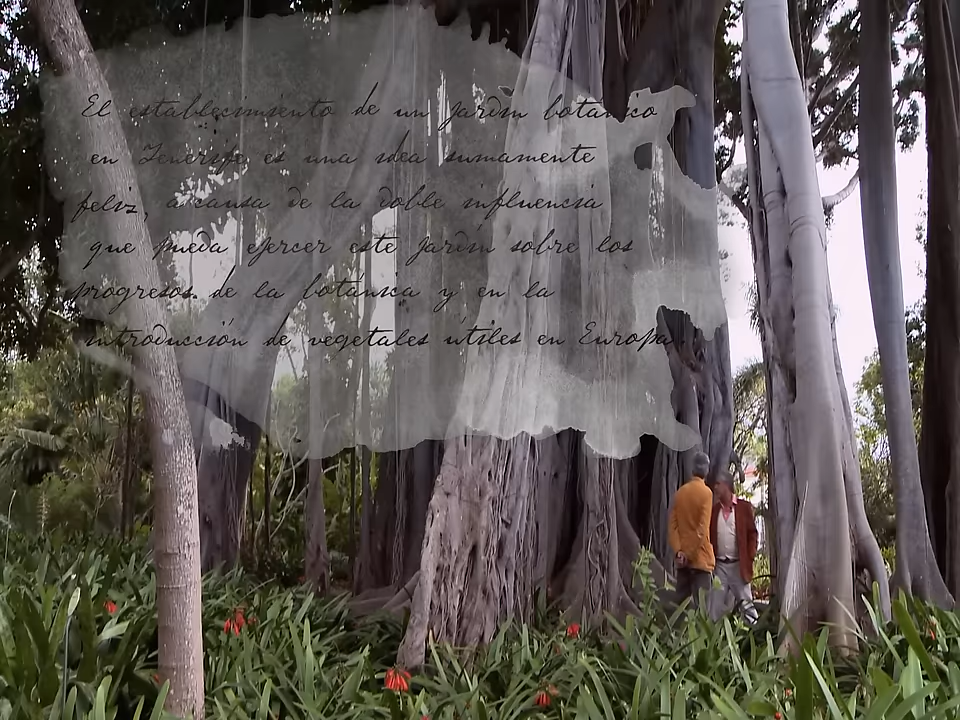 El establecimiento de un jardín botánico
en Tenerife es una idea sumamente
feliz, a causa de la doble influencia
que pueda ejercer este jardín sobre los
progresos de la botánica y en la
introducción de vegetales útiles en Europa.